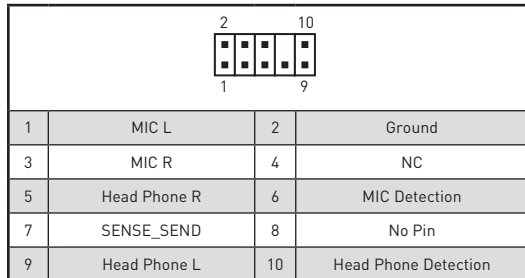 2 10
1 9
1 MIC L 2 Ground
3 MIC R 4 NC
5 Head Phone R 6 MIC Detection
7 SENSE_SEND 8 No Pin
9 Head Phone L 10 Head Phone Detection